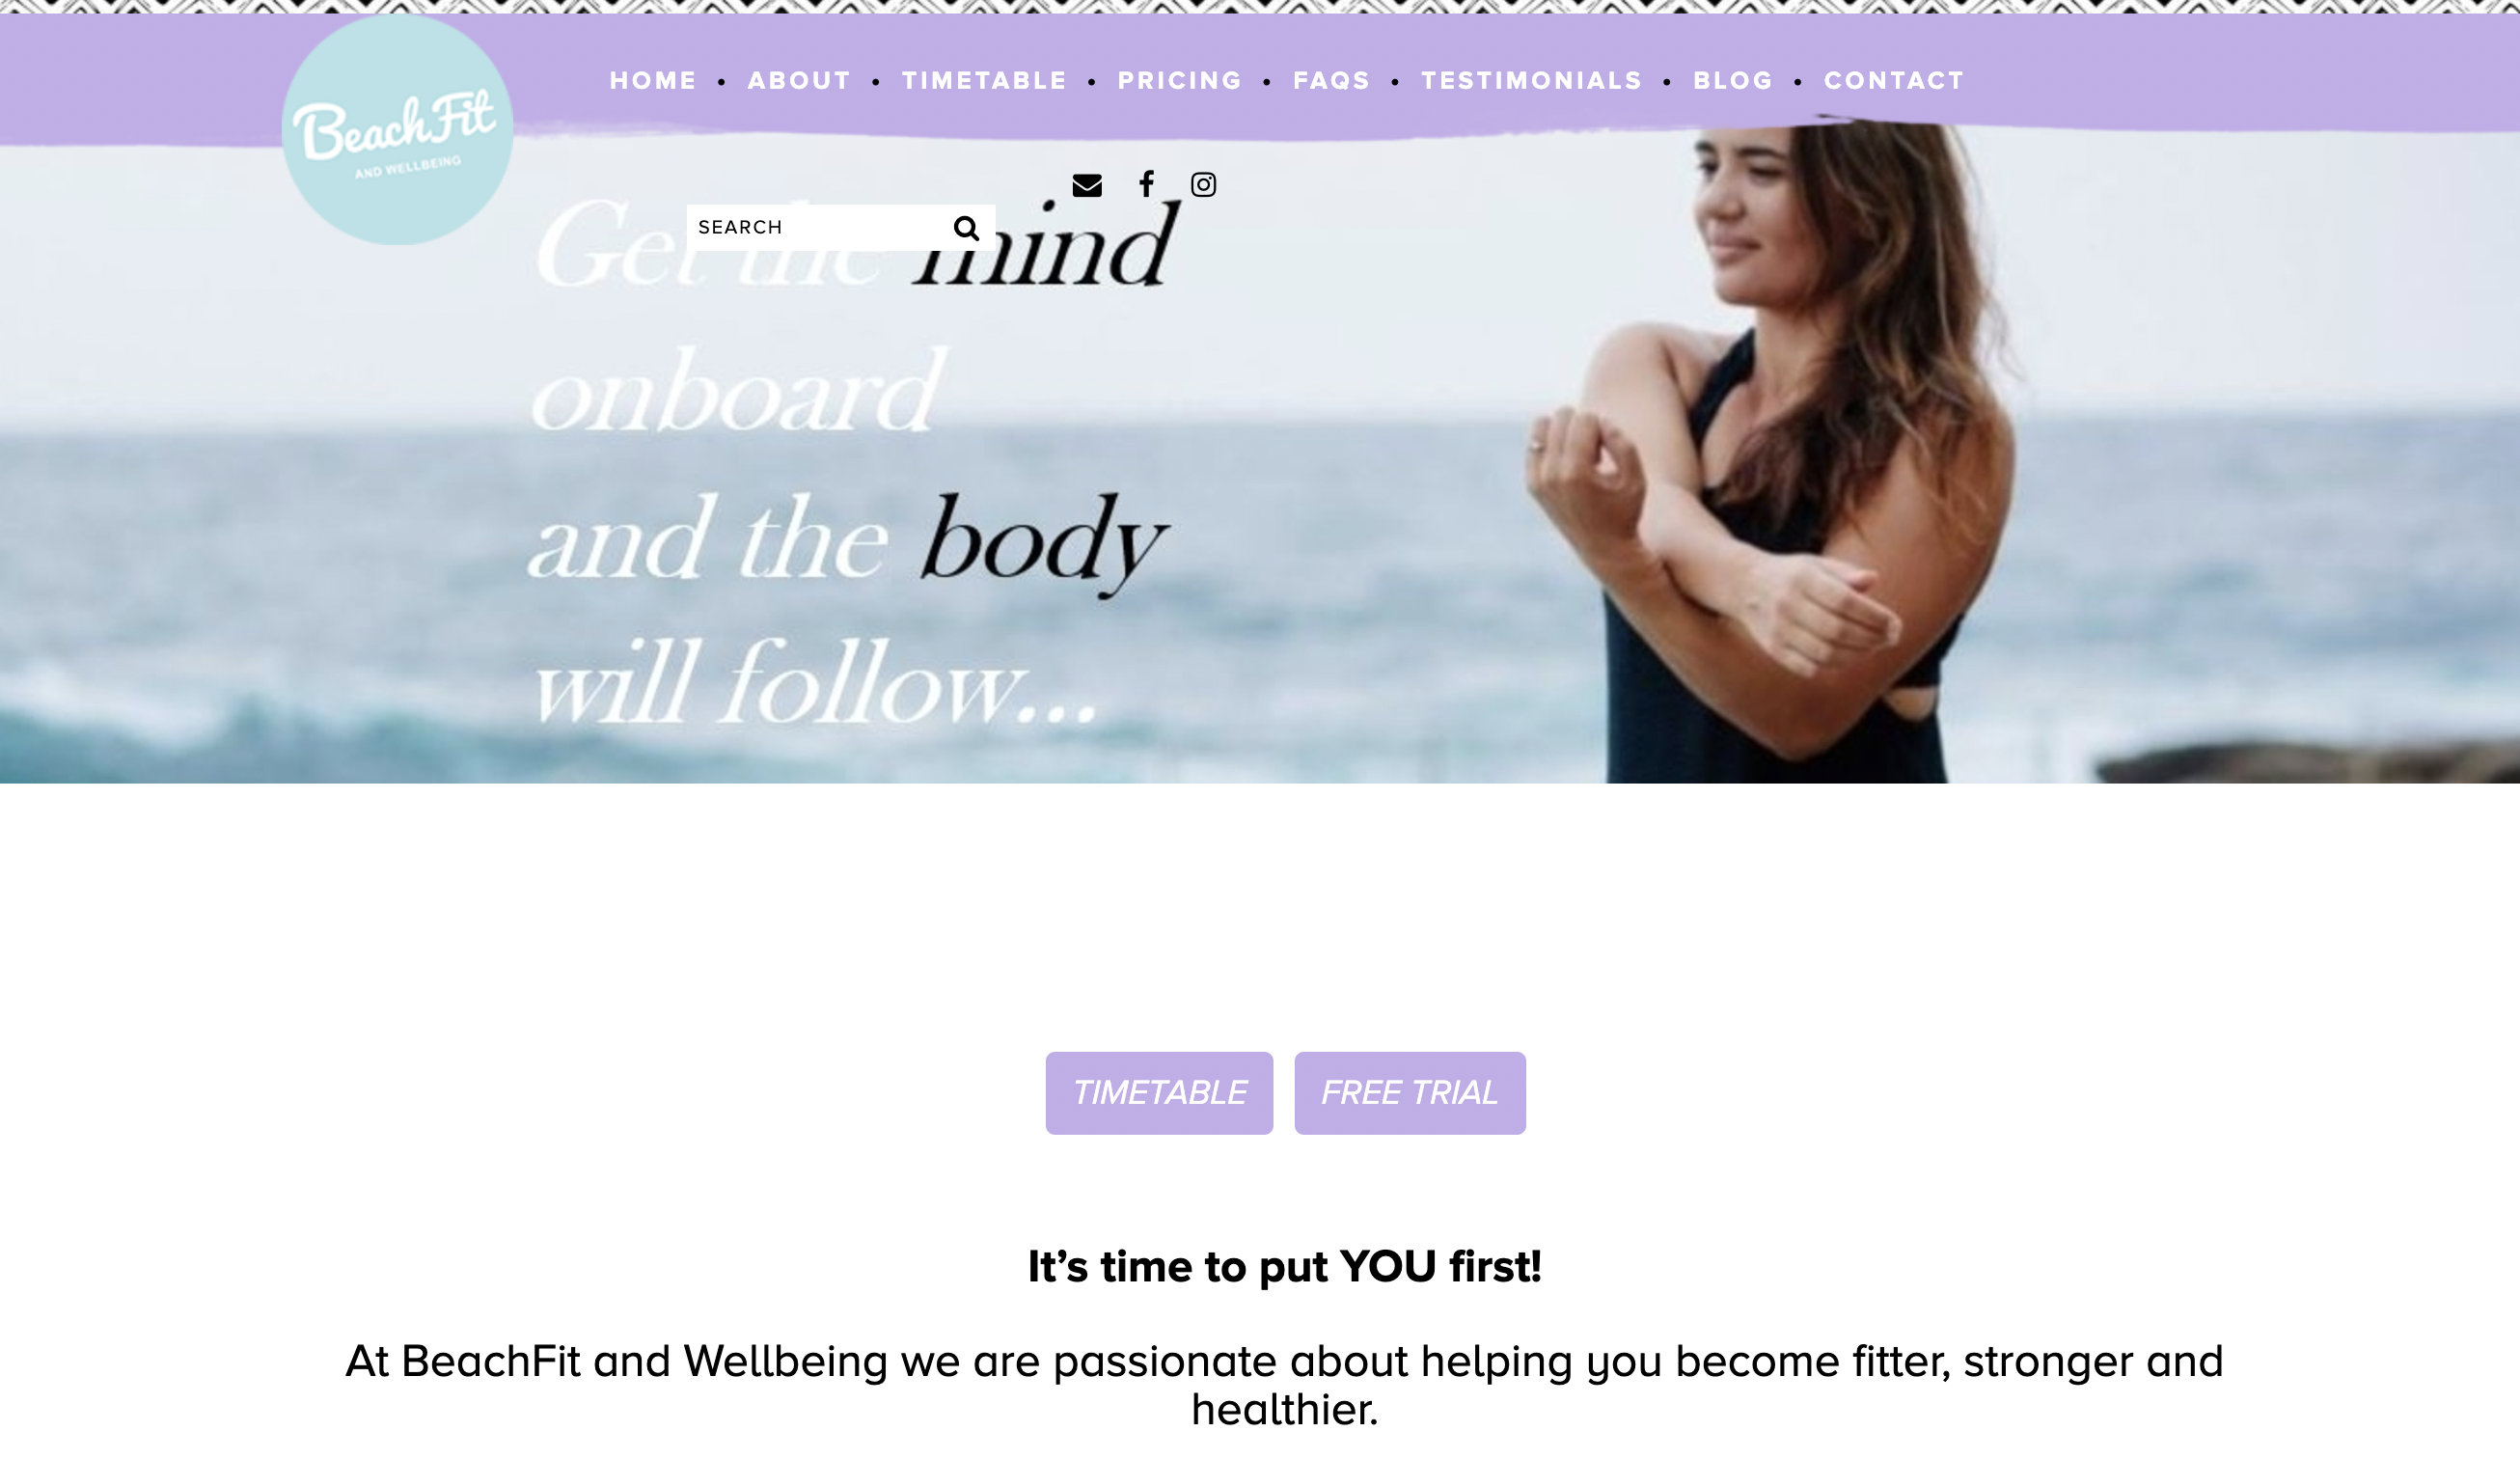 HOME • ABOUT • TIMETABLE • PRICING • FAQS • TESTIMONIALS • BLOG • CONTACT
BeachFit
AND WELLBEING
SEARCH
Get the mind
onboard
and the body
will follow...
TIMETABLE
FREE TRIAL
It’s time to put YOU first!
At BeachFit and Wellbeing we are passionate about helping you become fitter, stronger and
healthier.